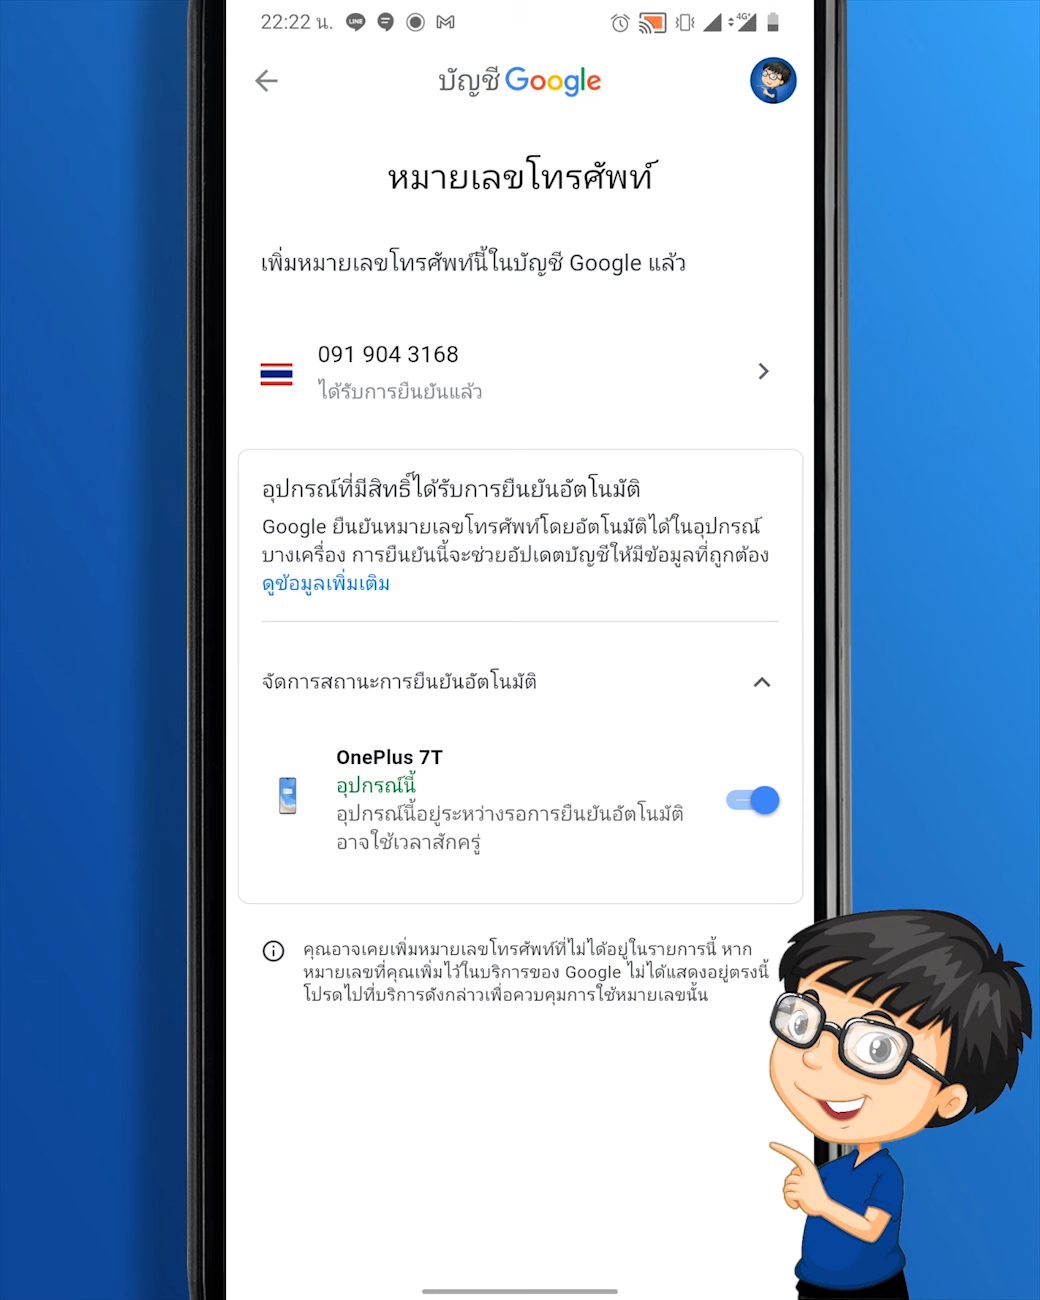 22:22 น.
4G+
บัญชี Google
หมายเลขโทรศัพท์
เพิ่มหมายเลขโทรศัพท์นี้ในบัญชี Google แล้ว
091 904 3168
ได้รับการยืนยันแล้ว
อุปกรณ์ที่มีสิทธิ์ได้รับการยืนยันอัตโนมัติ
Google ยืนยันหมายเลขโทรศัพท์โดยอัตโนมัติได้ในอุปกรณ์
บางเครื่อง การยืนยันนี้จะช่วยอัปเดตบัญชีให้มีข้อมูลที่ถูกต้อง
ดูข้อมูลเพิ่มเติม
จัดการสถานะการยืนยันอัตโนมัติ
OnePlus 7T
อุปกรณ์นี้
อุปกรณ์นี้อยู่ระหว่างรอการยืนยันอัตโนมัติ
อาจใช้เวลาสักครู่
คุณอาจเคยเพิ่มหมายเลขโทรศัพท์ที่ไม่ได้อยู่ในรายการนี้ หาก
หมายเลขที่คุณเพิ่มไว้ในบริการของ Google ไม่ได้แสดงอยู่ตรงนี้
โปรดไปที่บริการดังกล่าวเพื่อควบคุมการใช้หมายเลขนั้น